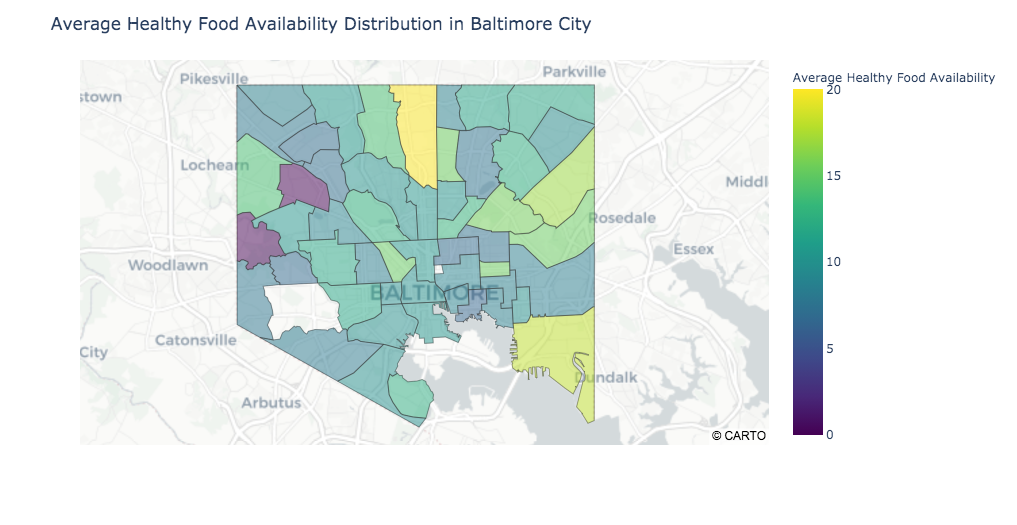 Average Healthy Food Availability Distribution in Baltimore City
Pikesville
Parkville
stown
Average Healthy Food Availability
20
15
10
5
0
Lochearn
Middl
Rosedale
Essex
Woodlawn
BALTIMORE
Catonsville
City
Dundalk
Arbutus
© CARTO